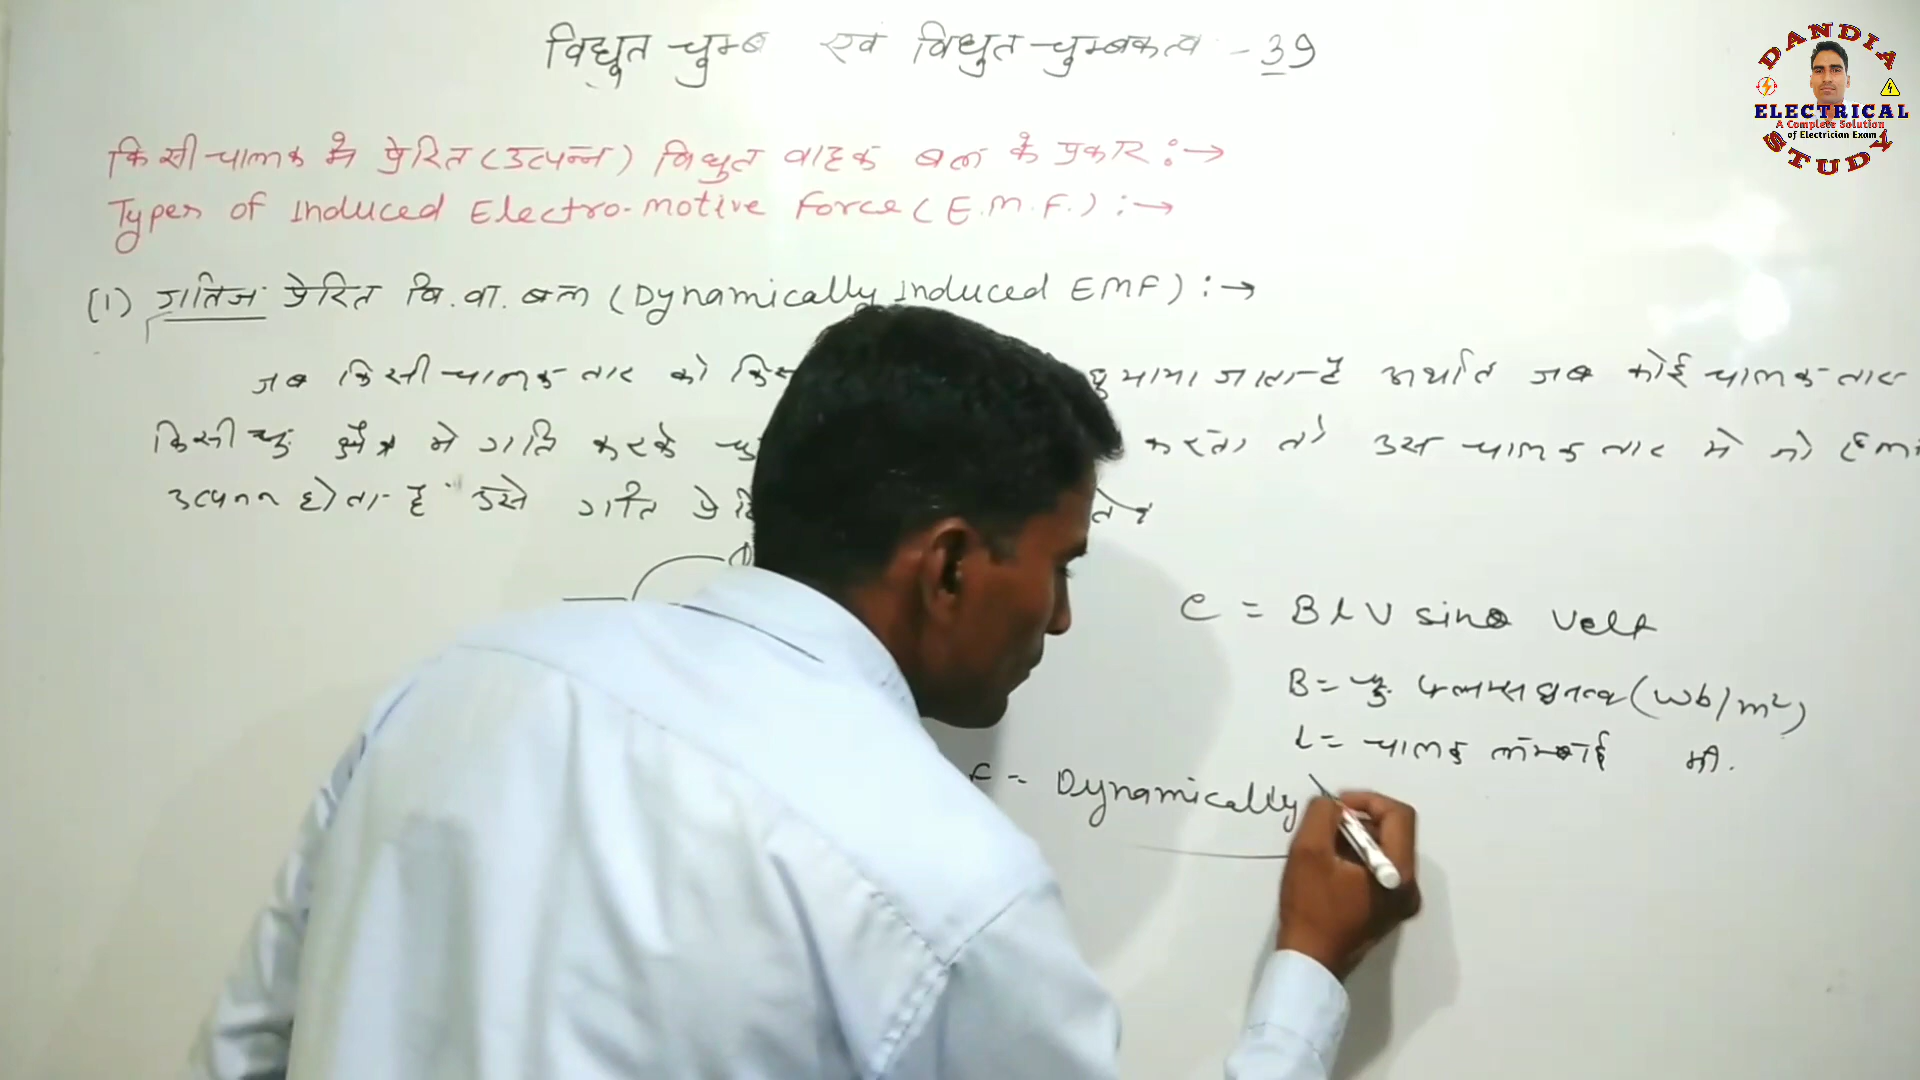 विद्युत चुम्ब एवं विद्युत चुम्बकत्व - 39
किसी चालक में प्रेरित (उत्पन्न) विद्युत वाहक बल के प्रकार :→
Types of Induced Electro-motive Force (E.M.F.) :→
(1) गतिज प्रेरित वि. वा. बल (Dynamically Induced EMF) :→
जब किसी चालक तार को घुमाया जाता है अर्थात जब कोई चालक तार
किसी चु. क्षेत्र में गति करके करता तो उस चालक तार में जो
उत्पन्न होता है उसे गति
e = B l V sinθ Volt
B = चु. फ्लक्स घनत्व (wb/m²)
l = चालक लम्बाई मी.
= Dynamically
DANDIA
ELECTRICAL
A Complete Solution
of Electrician Exam
STUDY